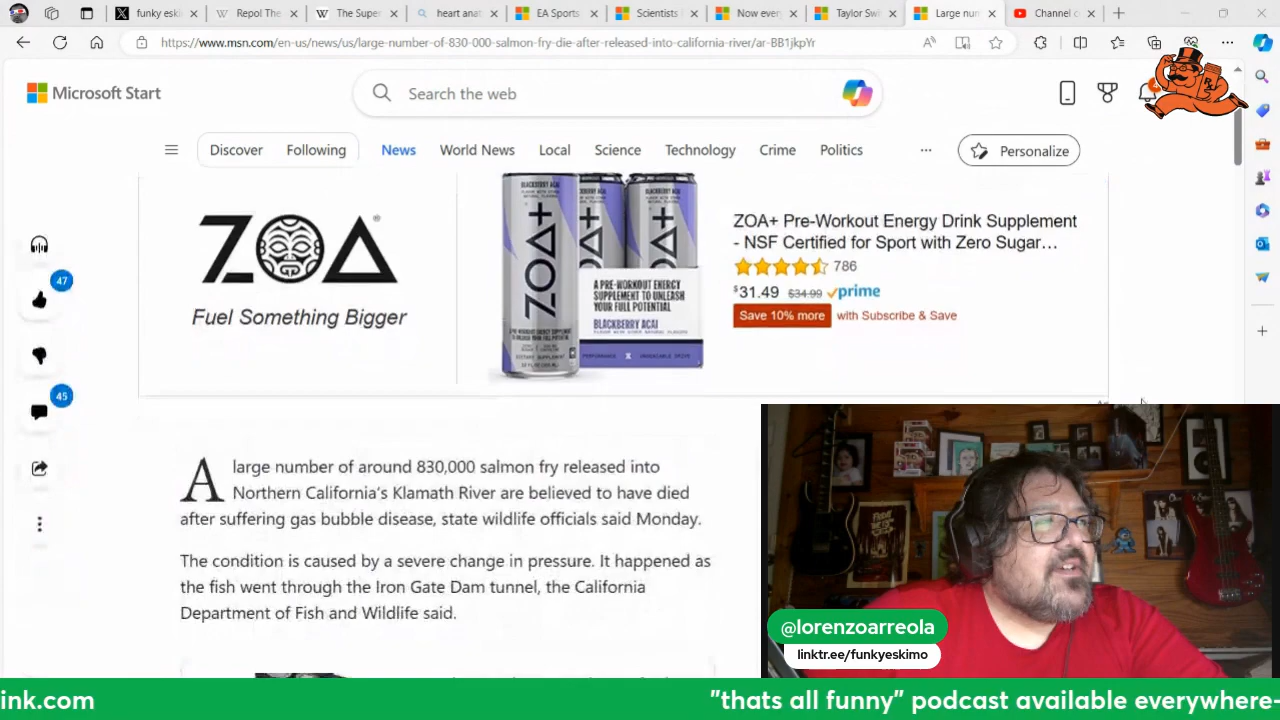 funky esk
Repol The
The Super
heart anat
EA Sports
Scientists
Now ever
Taylor Swi
Large num
Channel c
https://www.msn.com/en-us/news/us/large-number-of-830-000-salmon-fry-die-after-released-into-california-river/ar-BB1jkpYr
Microsoft Start
Search the web
Discover
Following
News
World News
Local
Science
Technology
Crime
Politics
Personalize
ZOA
Fuel Something Bigger
BLACKBERRY ACAI
ZOA+
A PRE-WORKOUT ENERGY
SUPPLEMENT TO UNLEASH
YOUR FULL POTENTIAL
BLACKBERRY ACAI
ZOA+ Pre-Workout Energy Drink Supplement
- NSF Certified for Sport with Zero Sugar…
786
$31.49 $34.99 prime
Save 10% more with Subscribe & Save
47
45
A large number of around 830,000 salmon fry released into
Northern California's Klamath River are believed to have died
after suffering gas bubble disease, state wildlife officials said Monday.
The condition is caused by a severe change in pressure. It happened as
the fish went through the Iron Gate Dam tunnel, the California
Department of Fish and Wildlife said.
@lorenzoarreola
linktr.ee/funkyeskimo
ink.com
"thats all funny" podcast available everywhere-